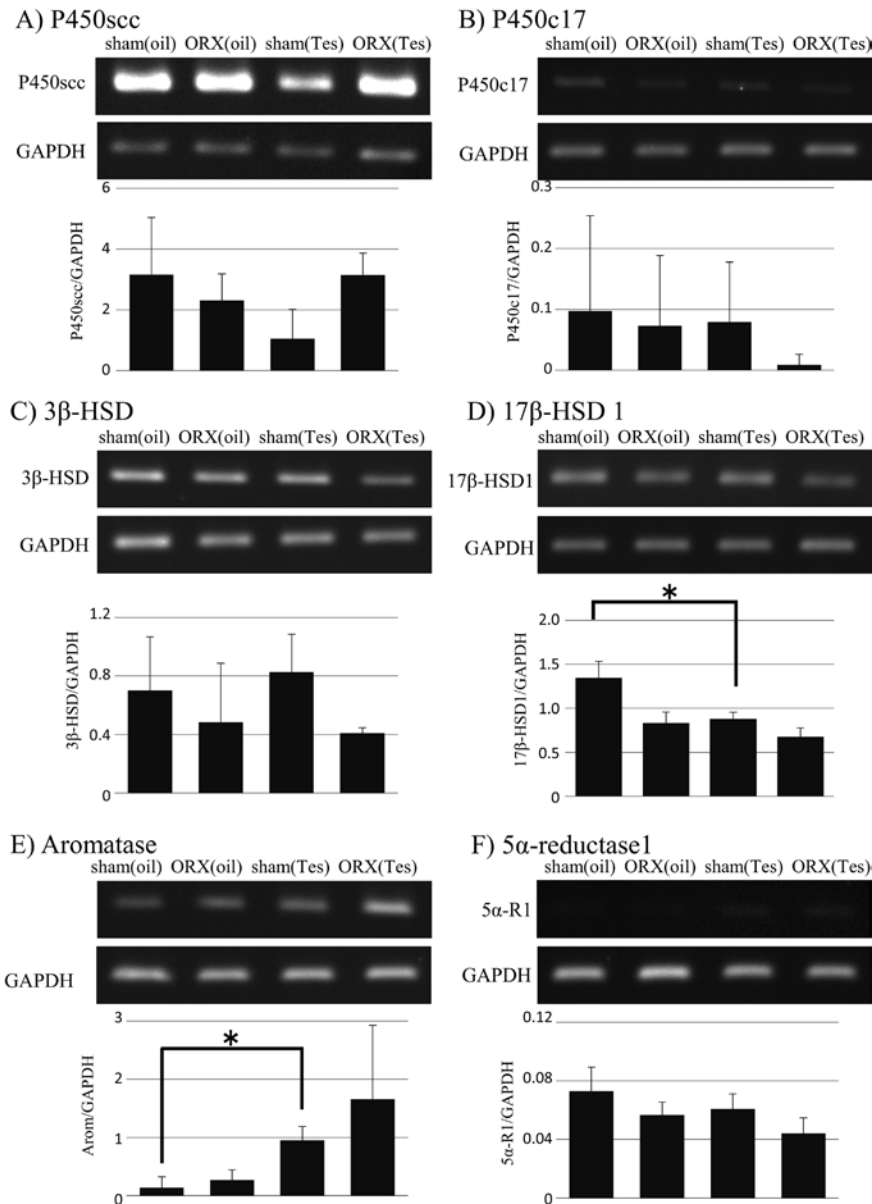 A) P450scc
sham(oil) ORX(oil) sham(Tes) ORX(Tes)
P450scc
GAPDH
6
4
2
0
P450scc/GAPDH
B) P450c17
sham(oil) ORX(oil) sham(Tes) ORX(Tes)
P450c17
GAPDH
0.3
0.2
0.1
0
P450c17/GAPDH
C) 3β-HSD
sham(oil) ORX(oil) sham(Tes) ORX(Tes)
3β-HSD
GAPDH
1.2
0.8
0.4
0
3β-HSD/GAPDH
D) 17β-HSD 1
sham(oil) ORX(oil) sham(Tes) ORX(Tes)
17β-HSD1
GAPDH
*
2.0
1.5
1.0
0.5
0
17β-HSD1/GAPDH
E) Aromatase
sham(oil) ORX(oil) sham(Tes) ORX(Tes)
GAPDH
*
3
2
1
0
Arom/GAPDH
F) 5α-reductase1
sham(oil) ORX(oil) sham(Tes) ORX(Tes)
5α-R1
GAPDH
0.12
0.08
0.04
0
5α-R1/GAPDH